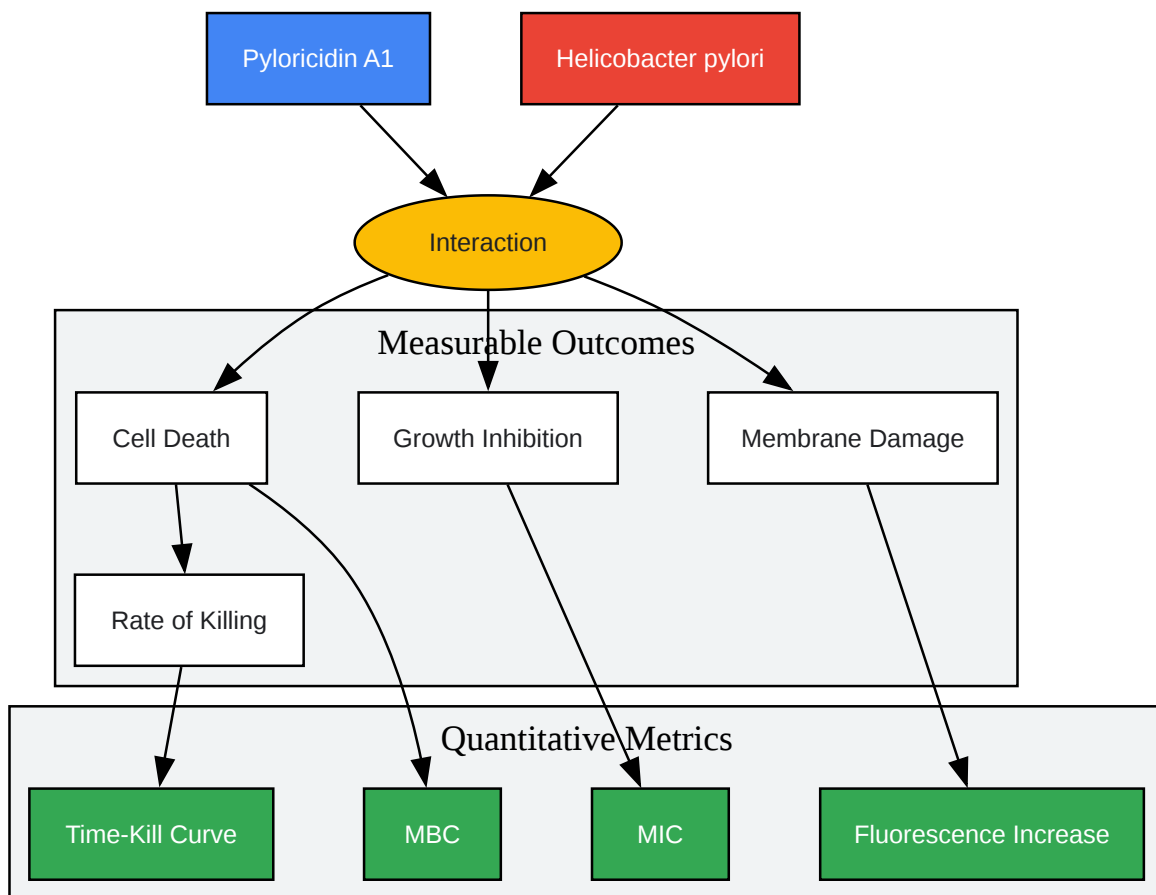 Pyloricidin A1
Helicobacter pylori
Interaction
Measurable Outcomes
Cell Death
Growth Inhibition
Membrane Damage
Rate of Killing
Quantitative Metrics
Time-Kill Curve
MBC
MIC
Fluorescence Increase